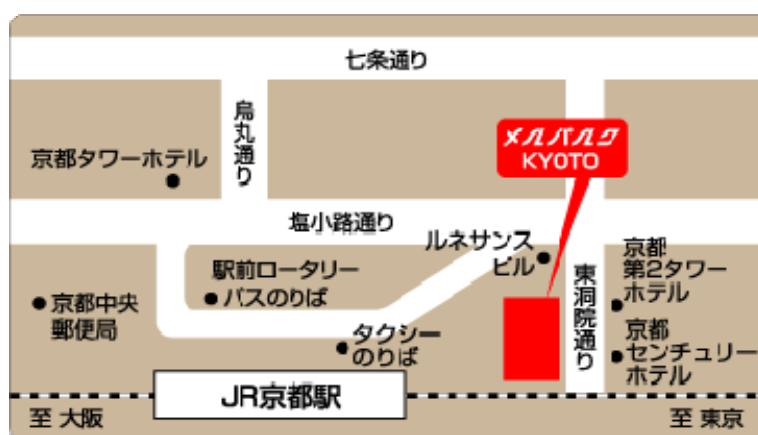 七条通り
烏丸通り
メルパルク
KYOTO
京都タワーホテル
塩小路通り
ルネサンス
ビル
駅前ロータリー
バスのりば
東洞院通り
京都
第2タワー
ホテル
京都中央
郵便局
タクシー
のりば
京都
センチュリー
ホテル
JR京都駅
至 大阪
至 東京